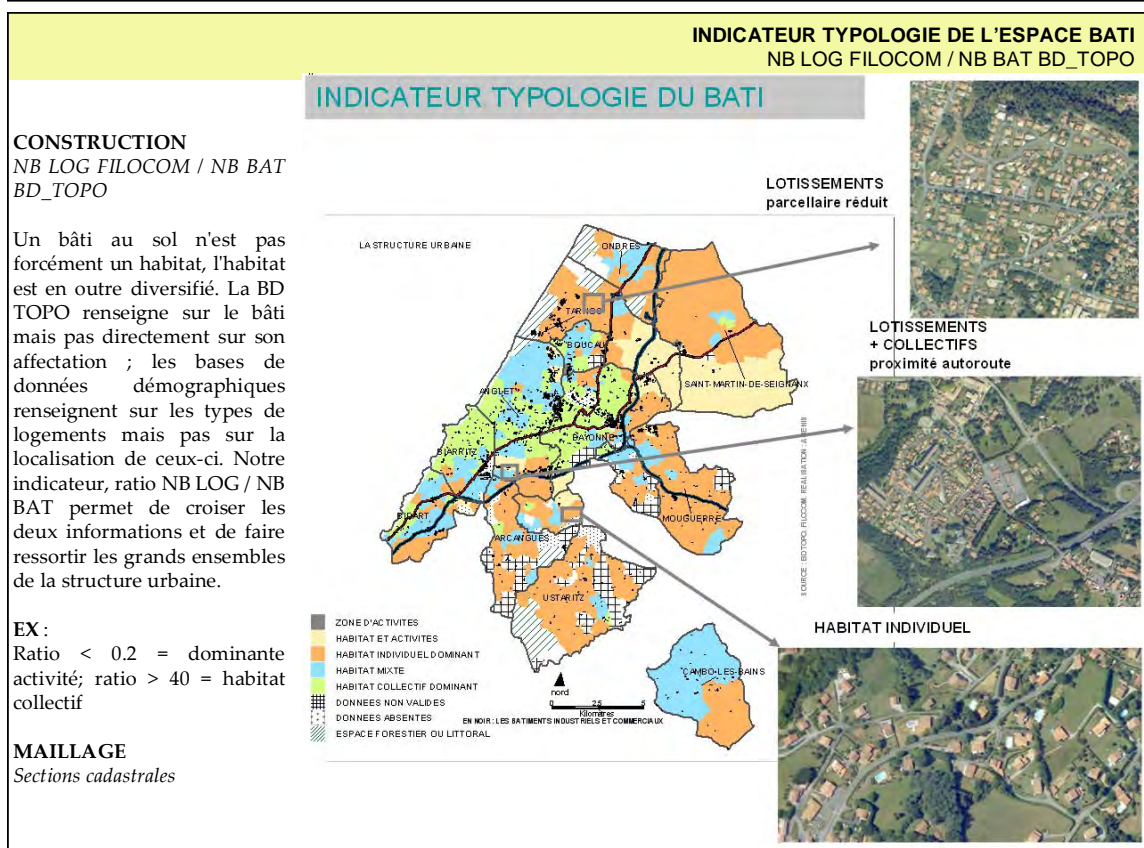 INDICATEUR TYPOLOGIE DE L'ESPACE BATI
NB LOG FILOCOM / NB BAT BD_TOPO
INDICATEUR TYPOLOGIE DU BATI
CONSTRUCTION
NB LOG FILOCOM / NB BAT
BD_TOPO
Un bâti au sol n'est pas
forcément un habitat, l'habitat
est en outre diversifié. La BD
TOPO renseigne sur le bâti
mais pas directement sur son
affectation ; les bases de
données démographiques
renseignent sur les types de
logements mais pas sur la
localisation de ceux-ci. Notre
indicateur, ratio NB LOG / NB
BAT permet de croiser les
deux informations et de faire
ressortir les grands ensembles
de la structure urbaine.
EX :
Ratio < 0.2 = dominante
activité; ratio > 40 = habitat
collectif
MAILLAGE
Sections cadastrales
LA STRUCTURE URBAINE
ONDRES
TARNOS
BOUCAU
SAINT-MARTIN-DE-SEIGNANX
ANGLET
BAYONNE
BIARRITZ
BIDART
ARCANGUES
MOUGUERRE
USTARITZ
CAMBO-LES-BAINS
LOTISSEMENTS
parcellaire réduit
LOTISSEMENTS
+ COLLECTIFS
proximité autoroute
HABITAT INDIVIDUEL
ZONE D'ACTIVITES
HABITAT ET ACTIVITES
HABITAT INDIVIDUEL DOMINANT
HABITAT MIXTE
HABITAT COLLECTIF DOMINANT
DONNEES NON VALIDES
DONNEES ABSENTES
ESPACE FORESTIER OU LITTORAL
nord
0 2,5 5
Kilomètres
EN NOIR : LES BATIMENTS INDUSTRIELS ET COMMERCIAUX
SOURCE : BDTOPO, FILOCOM, REALISATION :